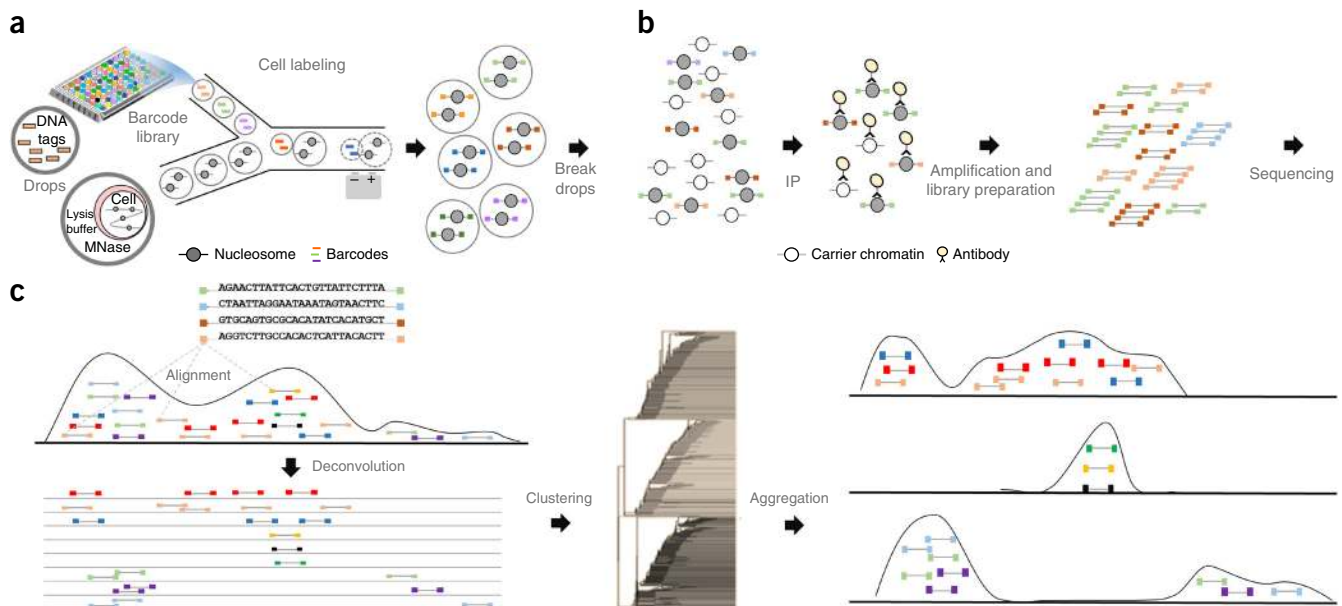 a
Cell labeling
Barcode
library
DNA
tags
Drops
Cell
Lysis
buffer
MNase
− +
Break
drops
Nucleosome
Barcodes
b
IP
Amplification and
library preparation
Sequencing
Carrier chromatin
Antibody
c
AGAACTTATTCACTGTTATTCTTTA
CTAATTAGGAATAAATAGTAACTTC
GTGCAGTGCGCACATATCACATGCT
AGGTCTTGCCACACTCATTACACTT
Alignment
Deconvolution
Clustering
Aggregation